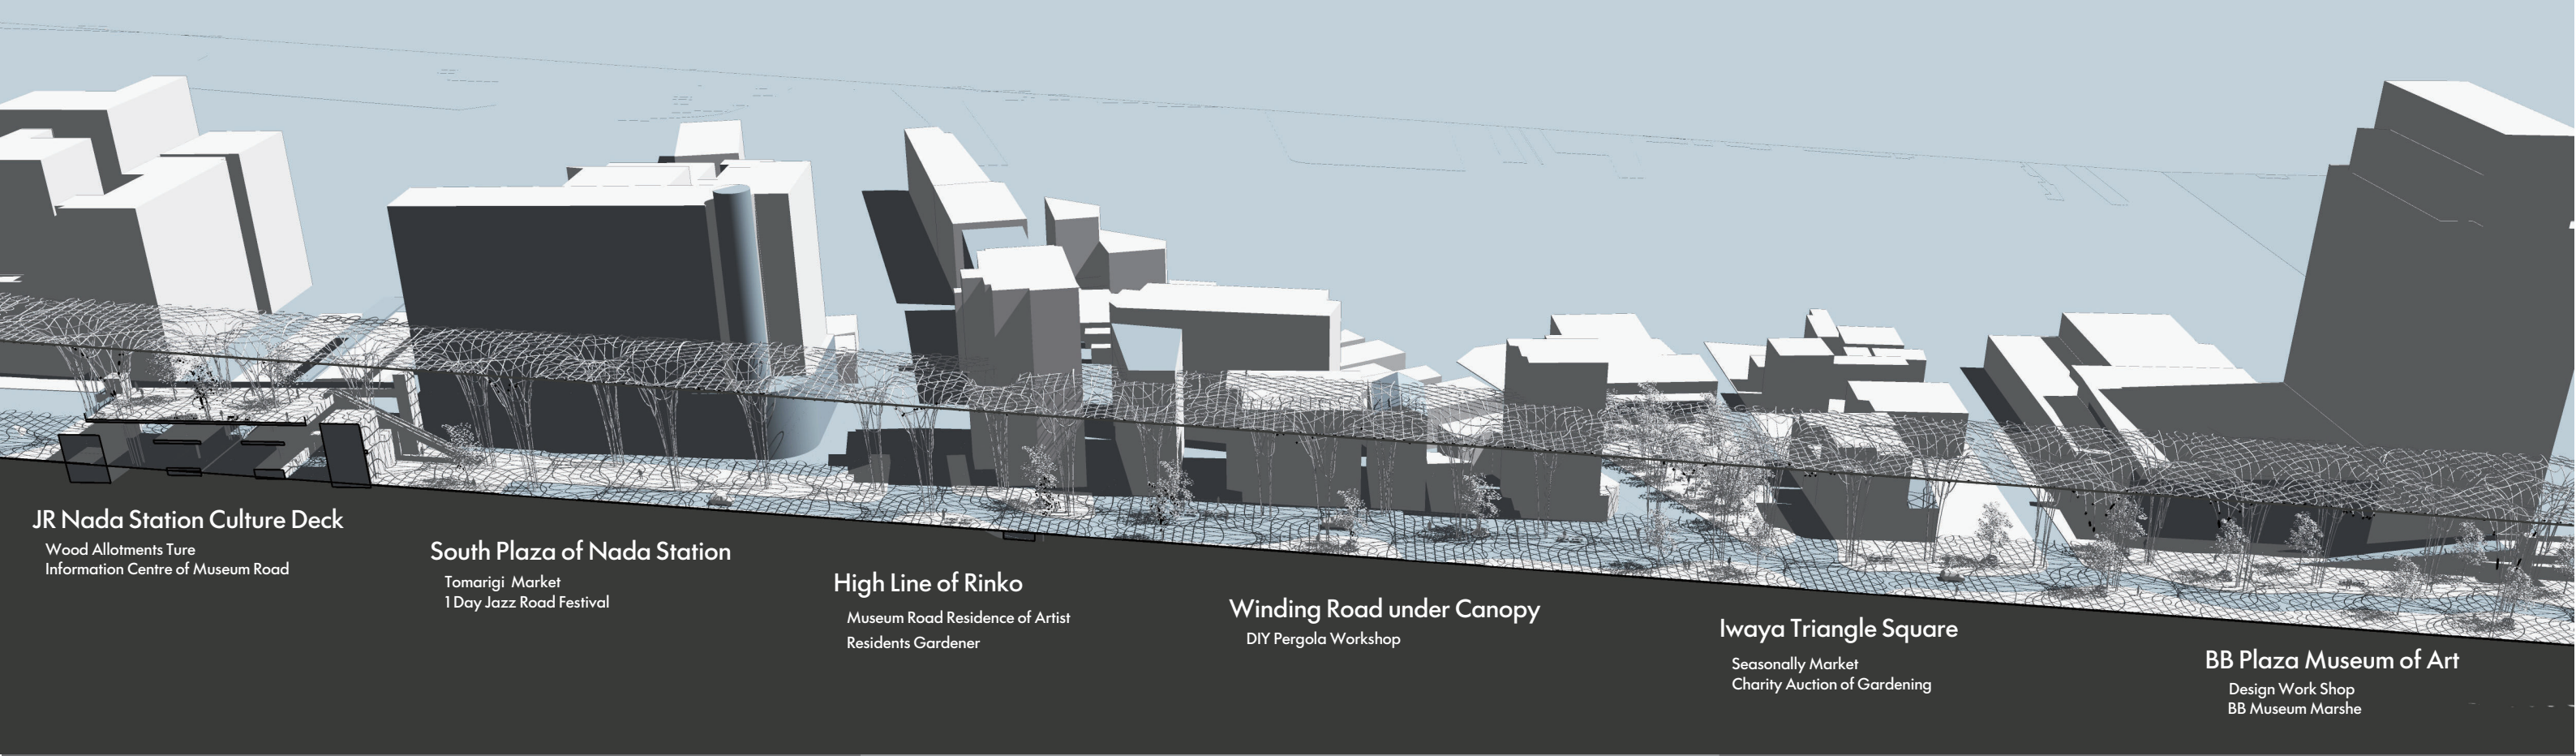 JR Nada Station Culture Deck
Wood Allotments Ture
Information Centre of Museum Road
South Plaza of Nada Station
Tomarigi Market
1 Day Jazz Road Festival
High Line of Rinko
Museum Road Residence of Artist
Residents Gardener
Winding Road under Canopy
DIY Pergola Workshop
Iwaya Triangle Square
Seasonally Market
Charity Auction of Gardening
BB Plaza Museum of Art
Design Work Shop
BB Museum Marshe